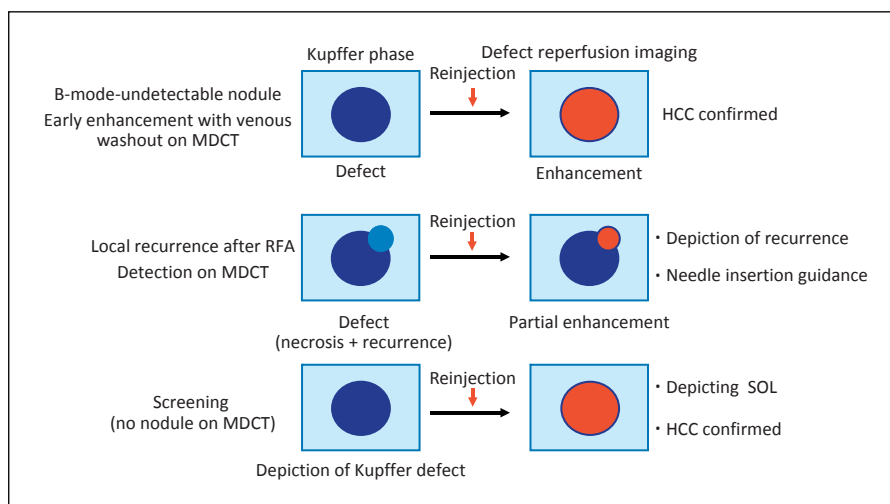 Kupffer phase
Defect reperfusion imaging
B-mode-undetectable nodule
Early enhancement with venous
washout on MDCT
Reinjection
HCC confirmed
Defect
Enhancement
Local recurrence after RFA
Detection on MDCT
Reinjection
・Depiction of recurrence
・Needle insertion guidance
Defect
(necrosis + recurrence)
Partial enhancement
Screening
(no nodule on MDCT)
Reinjection
・Depicting SOL
・HCC confirmed
Depiction of Kupffer defect